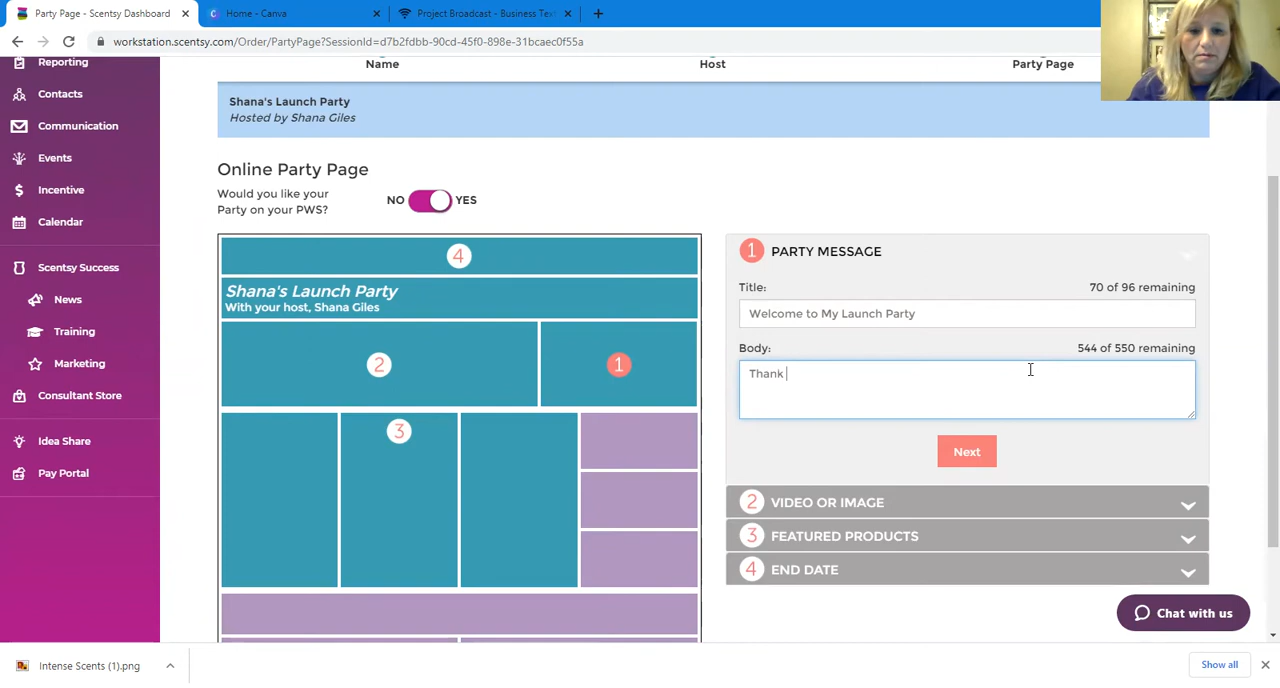 Party Page - Scentsy Dashboard
Home - Canva
Project Broadcast - Business Tex
workstation.scentsy.com/Order/PartyPage?SessionId=d7b2fdbb-90cd-45f0-898e-31bcaec0f55a
Reporting
Contacts
Communication
Events
Incentive
Calendar
Scentsy Success
News
Training
Marketing
Consultant Store
Idea Share
Pay Portal
Name
Host
Party Page
Shana's Launch Party
Hosted by Shana Giles
Online Party Page
Would you like your
Party on your PWS?
NO
YES
4
Shana's Launch Party
With your host, Shana Giles
2
1
3
1 PARTY MESSAGE
Title:
70 of 96 remaining
Welcome to My Launch Party
Body:
544 of 550 remaining
Thank
Next
2 VIDEO OR IMAGE
3 FEATURED PRODUCTS
4 END DATE
Chat with us
Intense Scents (1).png
Show all